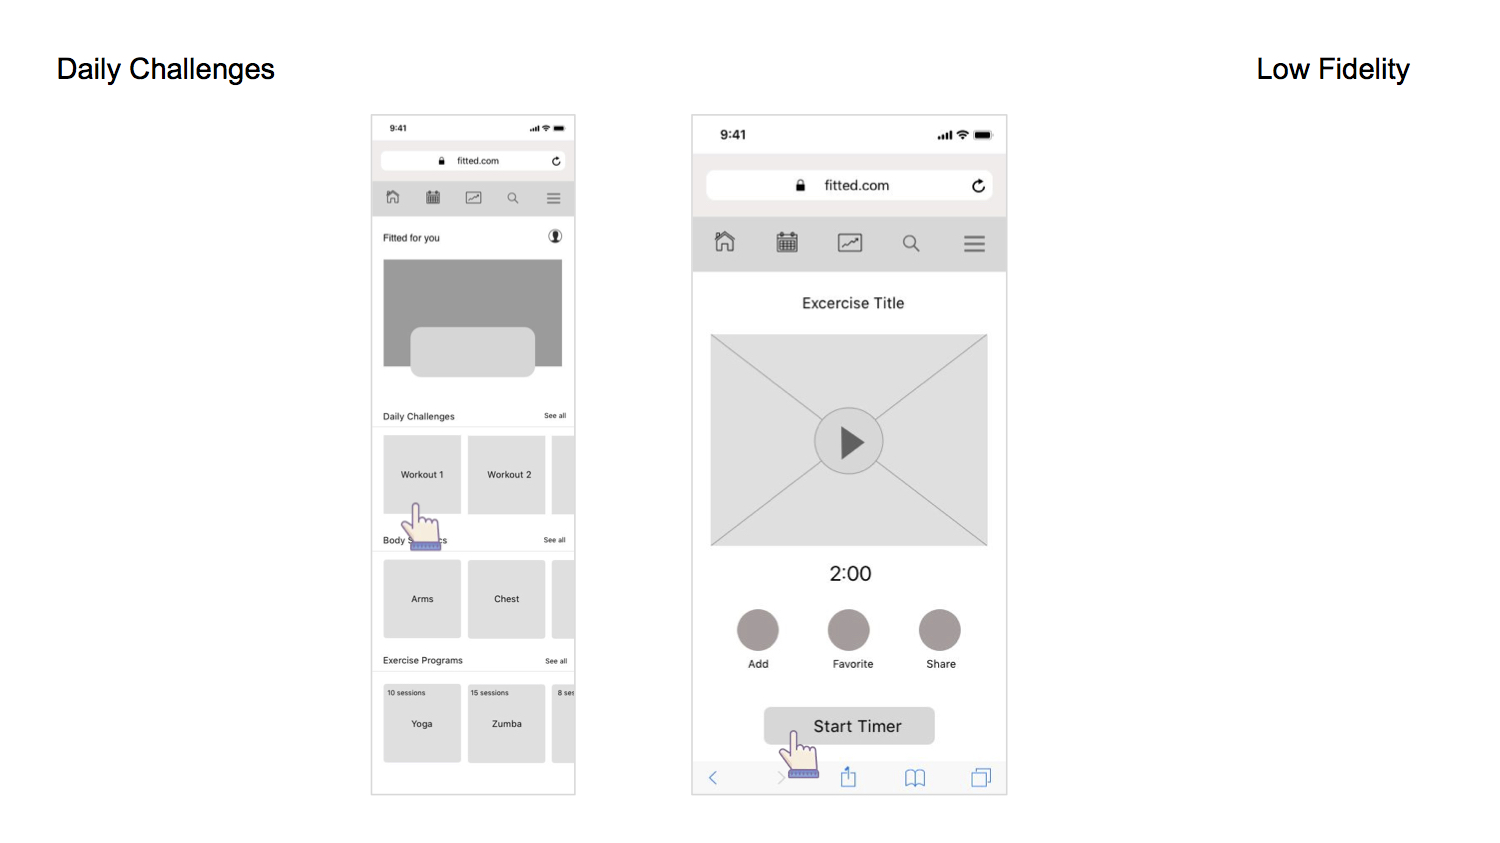 Daily Challenges
Low Fidelity
9:41
fitted.com
Fitted for you
Daily Challenges See all
Workout 1 Workout 2
Body See all
Arms Chest
Exercise Programs See all
10 sessions 15 sessions 8
Yoga Zumba
9:41
fitted.com
Excercise Title
2:00
Add Favorite Share
Start Timer